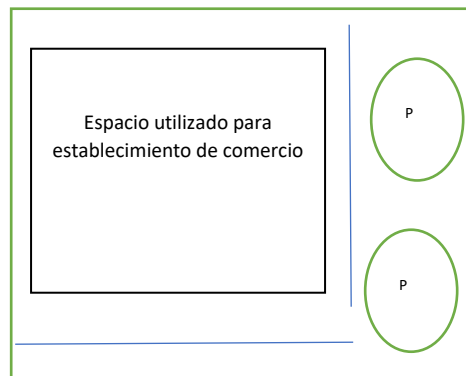 Espacio utilizado para
establecimiento de comercio
P
P